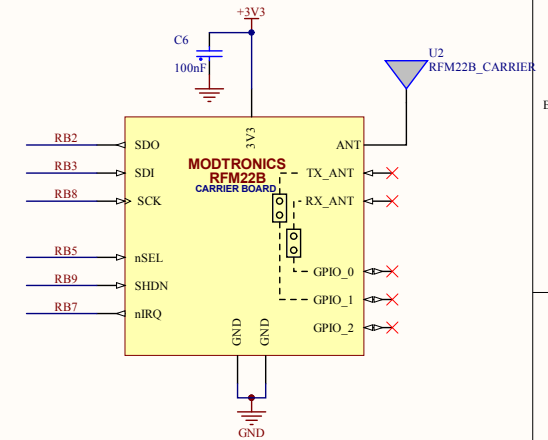 +3V3
C6
100nF
U2
RFM22B_CARRIER
3V3
ANT
RB2
SDO
MODTRONICS
RFM22B
CARRIER BOARD
TX_ANT
RB3
SDI
RX_ANT
RB8
SCK
RB5
nSEL
GPIO_0
RB9
SHDN
GPIO_1
RB7
nIRQ
GPIO_2
GND
GND
GND